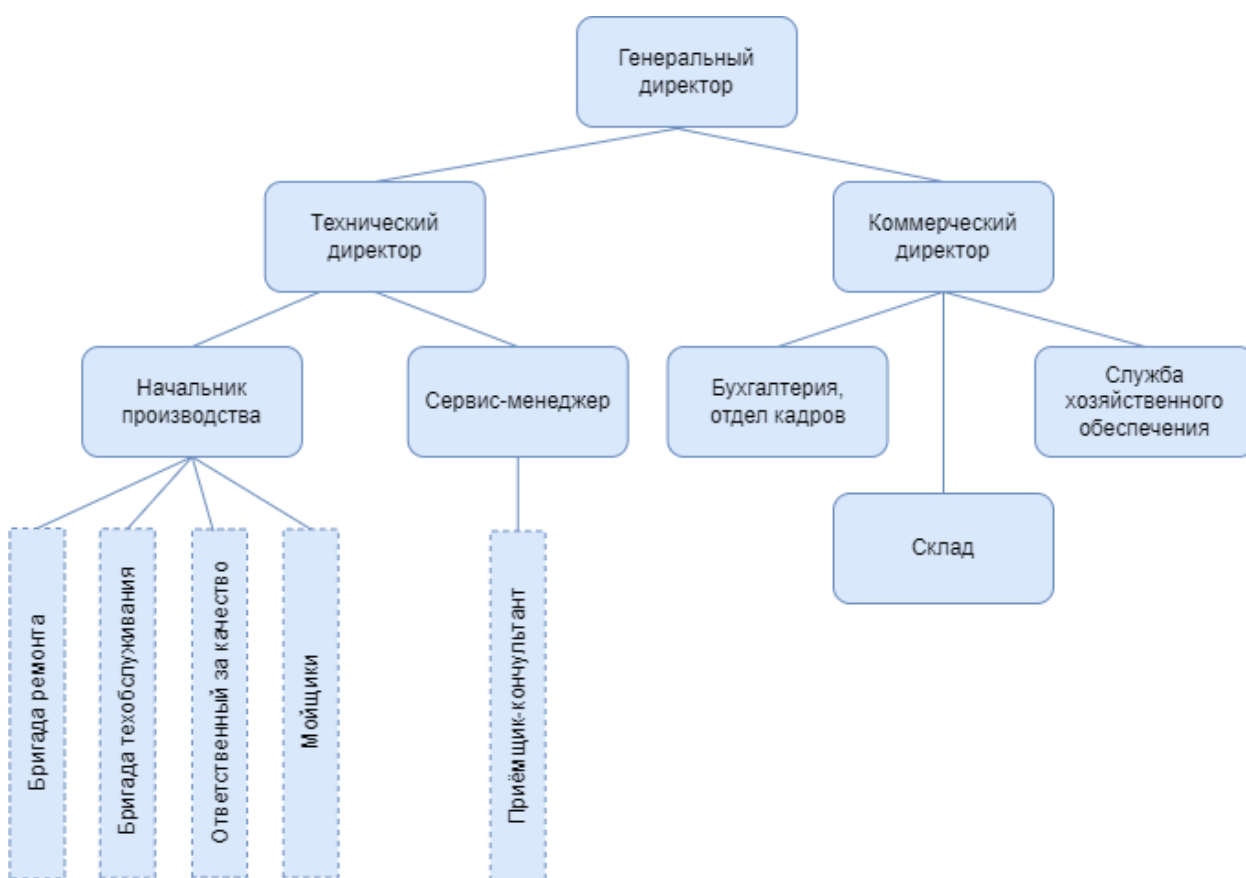 Генеральный
директор
Технический
директор
Коммерческий
директор
Начальник
производства
Сервис-менеджер
Бухгалтерия,
отдел кадров
Служба
хозяйственного
обеспечения
Склад
Бригада ремонта
Бригада техобслуживания
Ответственный за качество
Мойщики
Приёмщик-кончультант